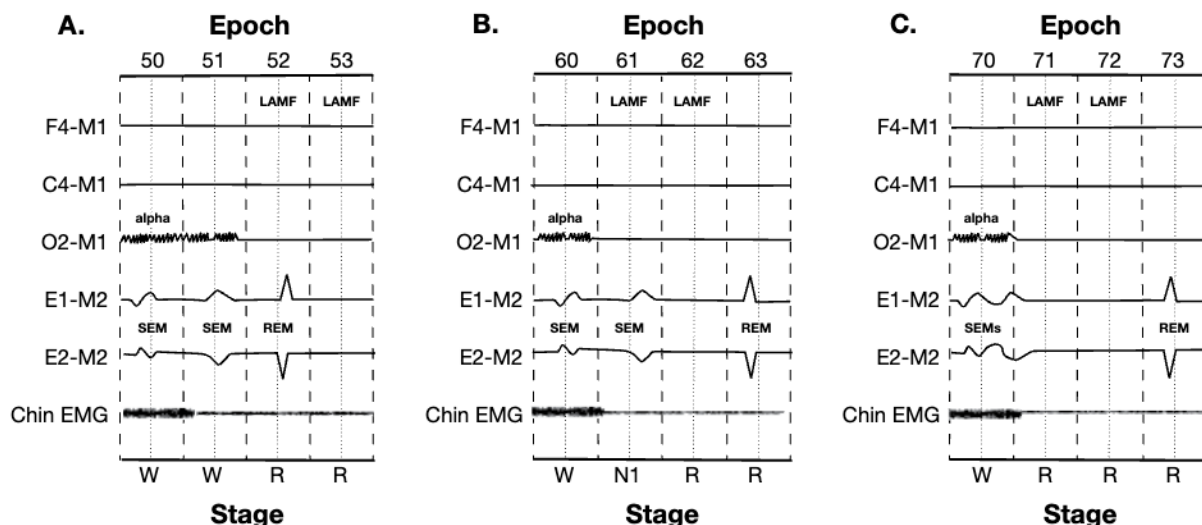 A.
Epoch
50 51 52 53
LAMF LAMF
F4-M1
C4-M1
alpha
O2-M1
E1-M2
SEM SEM REM
E2-M2
Chin EMG
W W R R
Stage
B.
Epoch
60 61 62 63
LAMF LAMF
F4-M1
C4-M1
alpha
O2-M1
E1-M2
SEM SEM REM
E2-M2
Chin EMG
W N1 R R
Stage
C.
Epoch
70 71 72 73
LAMF LAMF
F4-M1
C4-M1
alpha
O2-M1
E1-M2
SEMs REM
E2-M2
Chin EMG
W R R R
Stage